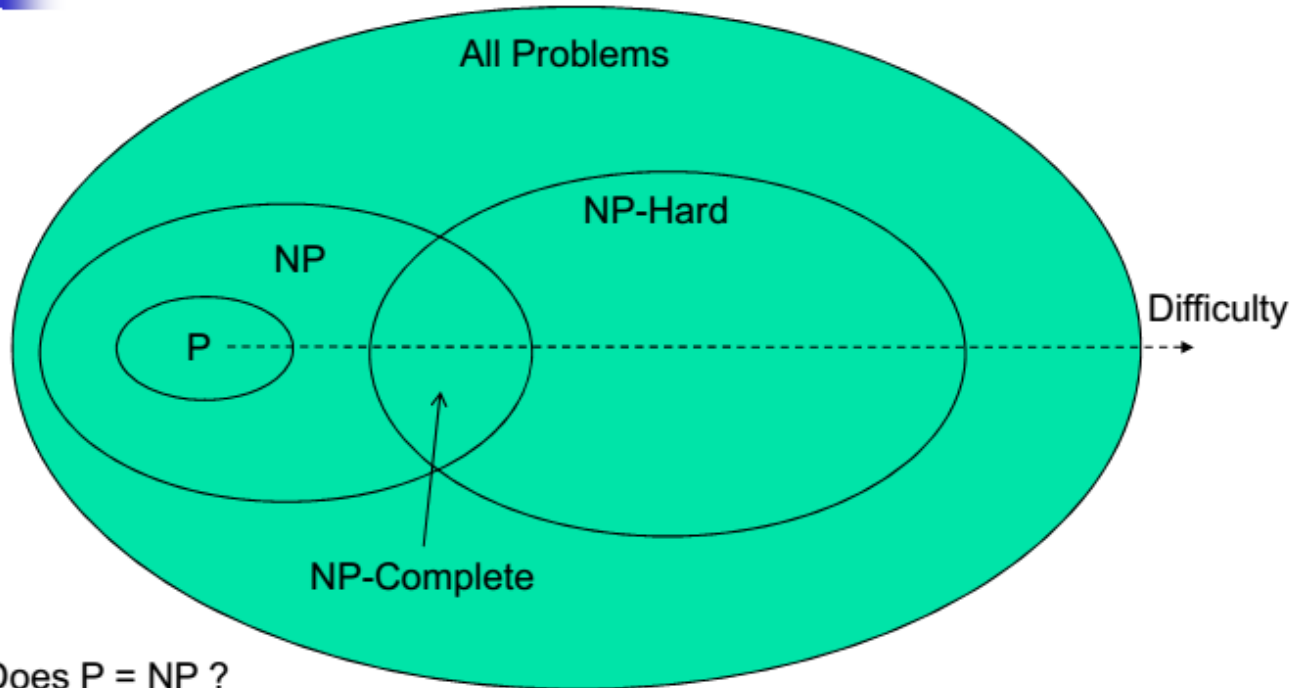 All Problems
NP-Hard
NP
Difficulty
P
NP-Complete
Does P = NP ?